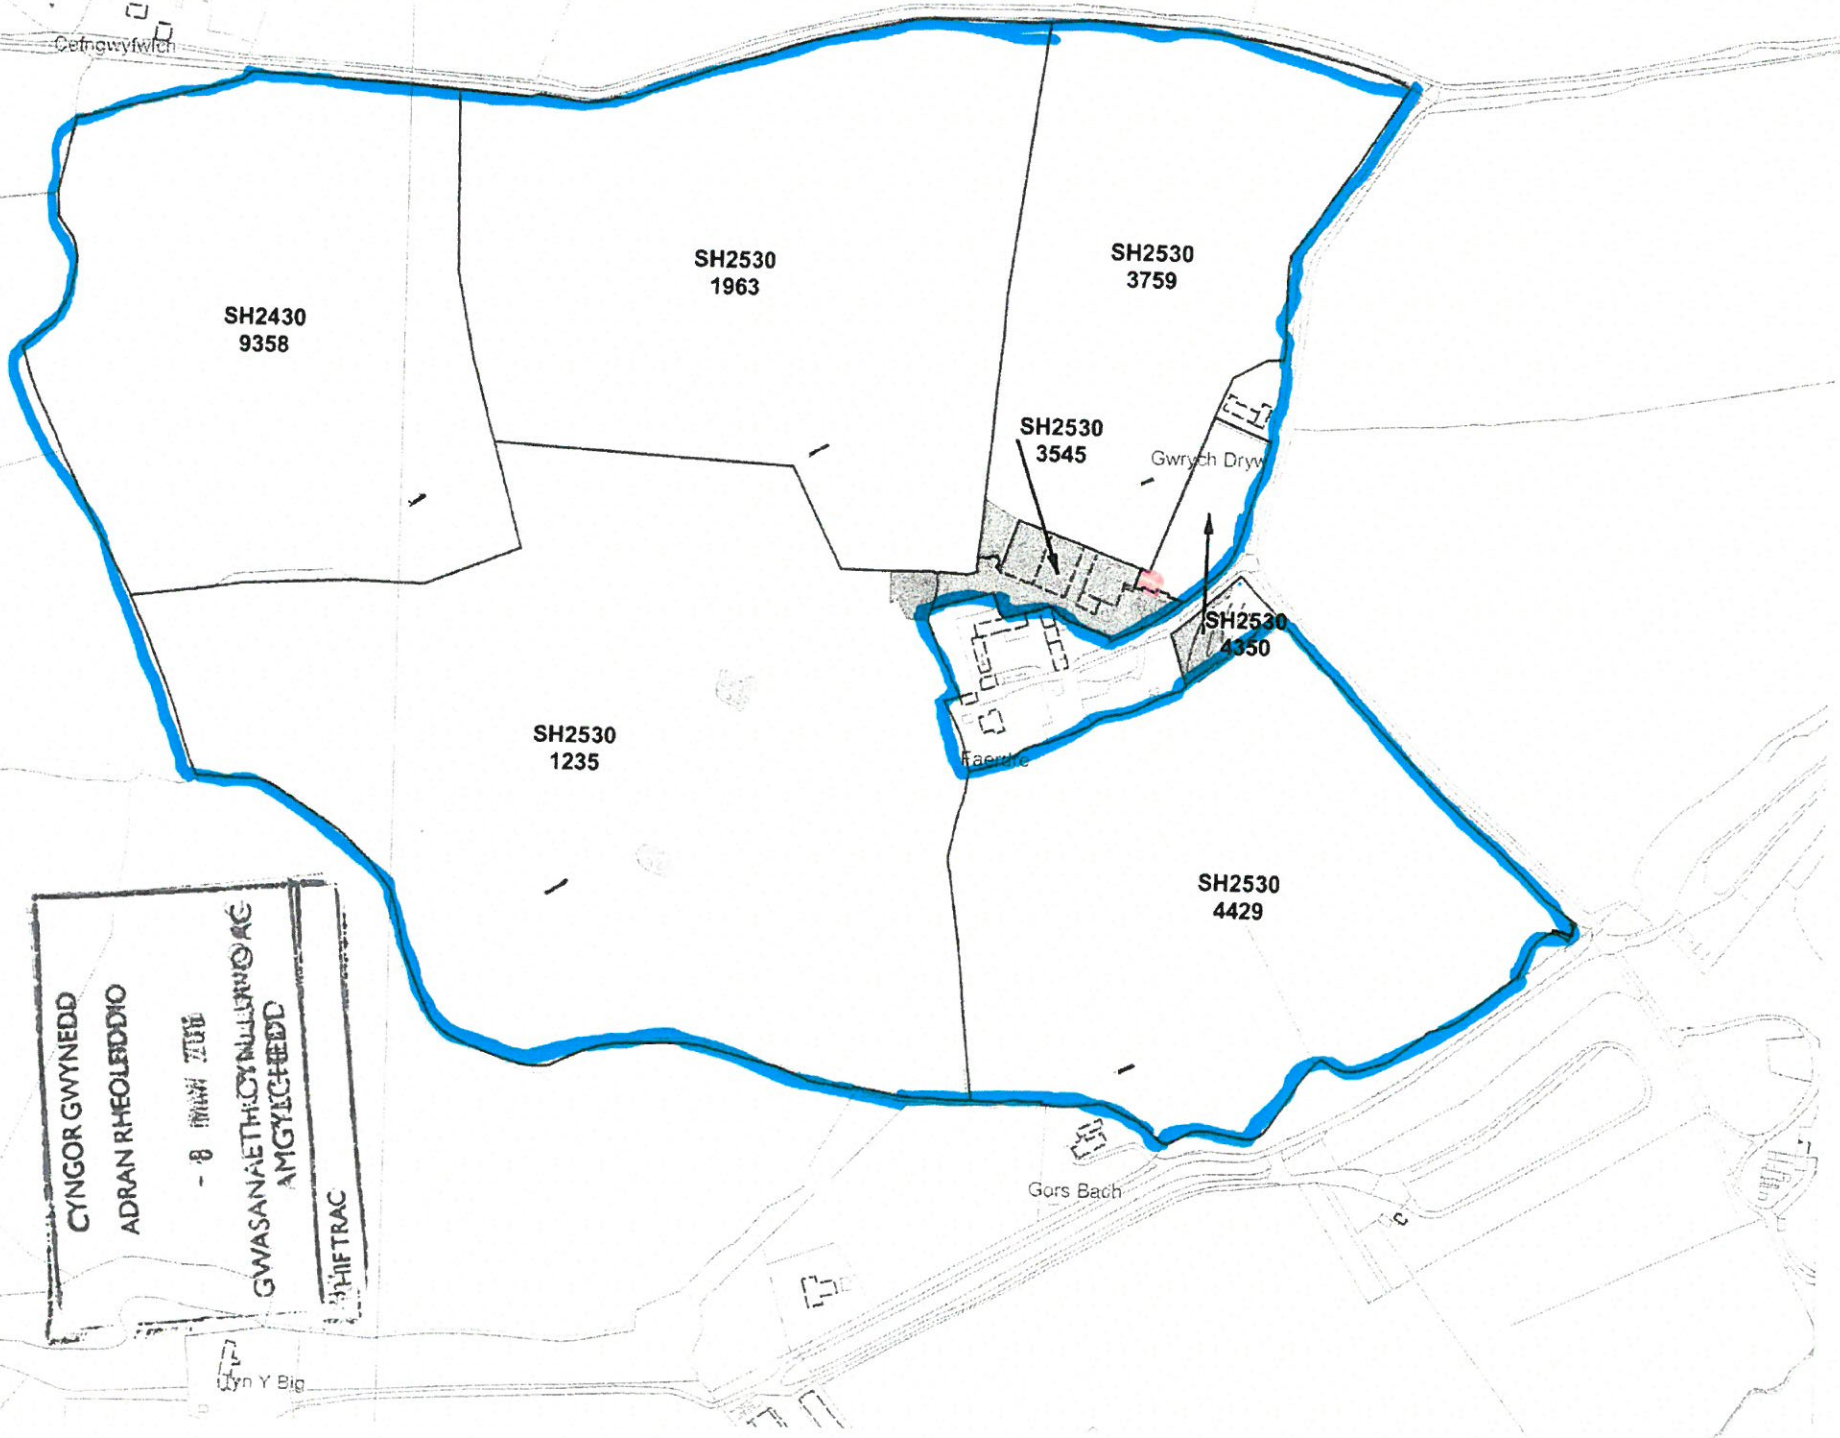 Cefngwyfwlch
SH2530
1963
SH2530
3759
SH2430
9358
SH2530
3545
Gwrych Dryw
SH2530
4350
SH2530
1235
Faerdre
SH2530
4429
CYNGOR GWYNEDD
ADRAN RHEOLEIDDIO
- 8
GWASANAETH CYNLLUNIO AC
AMGYLCHEDD
Gors Bach
Tyn Y Big